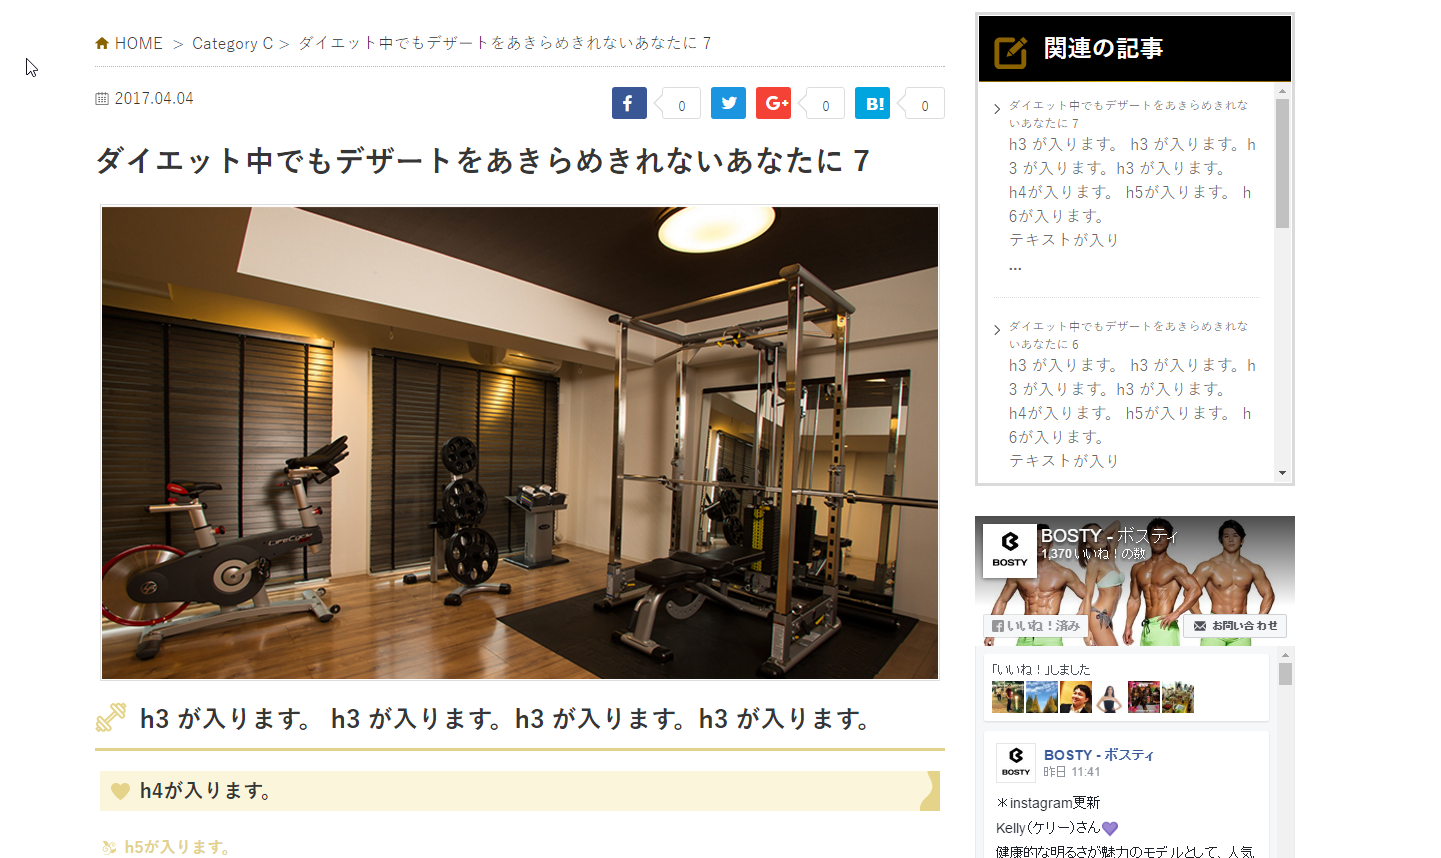 HOME > Category C > ダイエット中でもデザートをあきらめきれないあなたに 7
2017.04.04
0
0
B!
0
G+
ダイエット中でもデザートをあきらめきれないあなたに 7
LifeCycle
h3 が入ります。 h3 が入ります。h3 が入ります。h3 が入ります。
h4が入ります。
h5が入ります。
関連の記事
ダイエット中でもデザートをあきらめきれな
いあなたに 7
h3 が入ります。 h3 が入ります。h
3 が入ります。h3 が入ります。
h4が入ります。 h5が入ります。 h
6が入ります。
テキストが入り
...
ダイエット中でもデザートをあきらめきれな
いあなたに 6
h3 が入ります。 h3 が入ります。h
3 が入ります。h3 が入ります。
h4が入ります。 h5が入ります。 h
6が入ります。
テキストが入り
BOSTY
BOSTY - ボスティ
1,370 いいね！の数
いいね！済み
お問い合わせ
「いいね！」しました
BOSTY
BOSTY - ボスティ
昨日 11:41
＊instagram更新
Kelly（ケリー）さん💜
健康的な明るさが魅力のモデルとして、人気